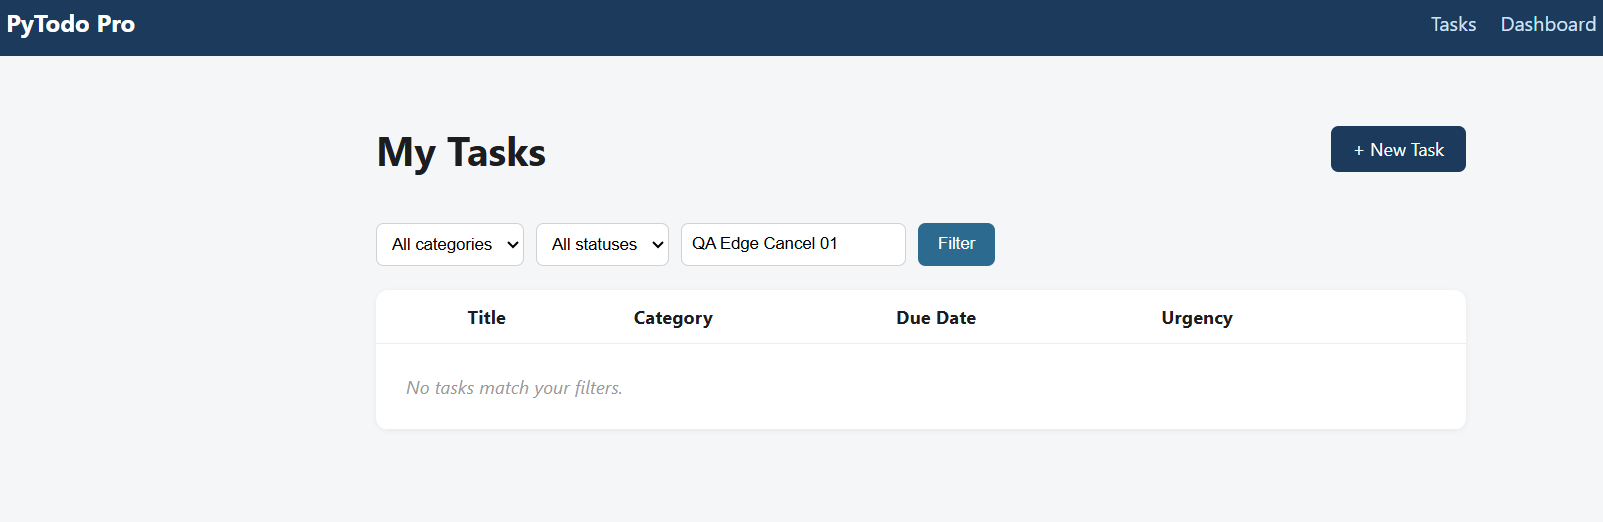 PyTodo Pro
Tasks Dashboard
My Tasks
+ New Task
All categories All statuses QA Edge Cancel 01 Filter
Title Category Due Date Urgency
No tasks match your filters.